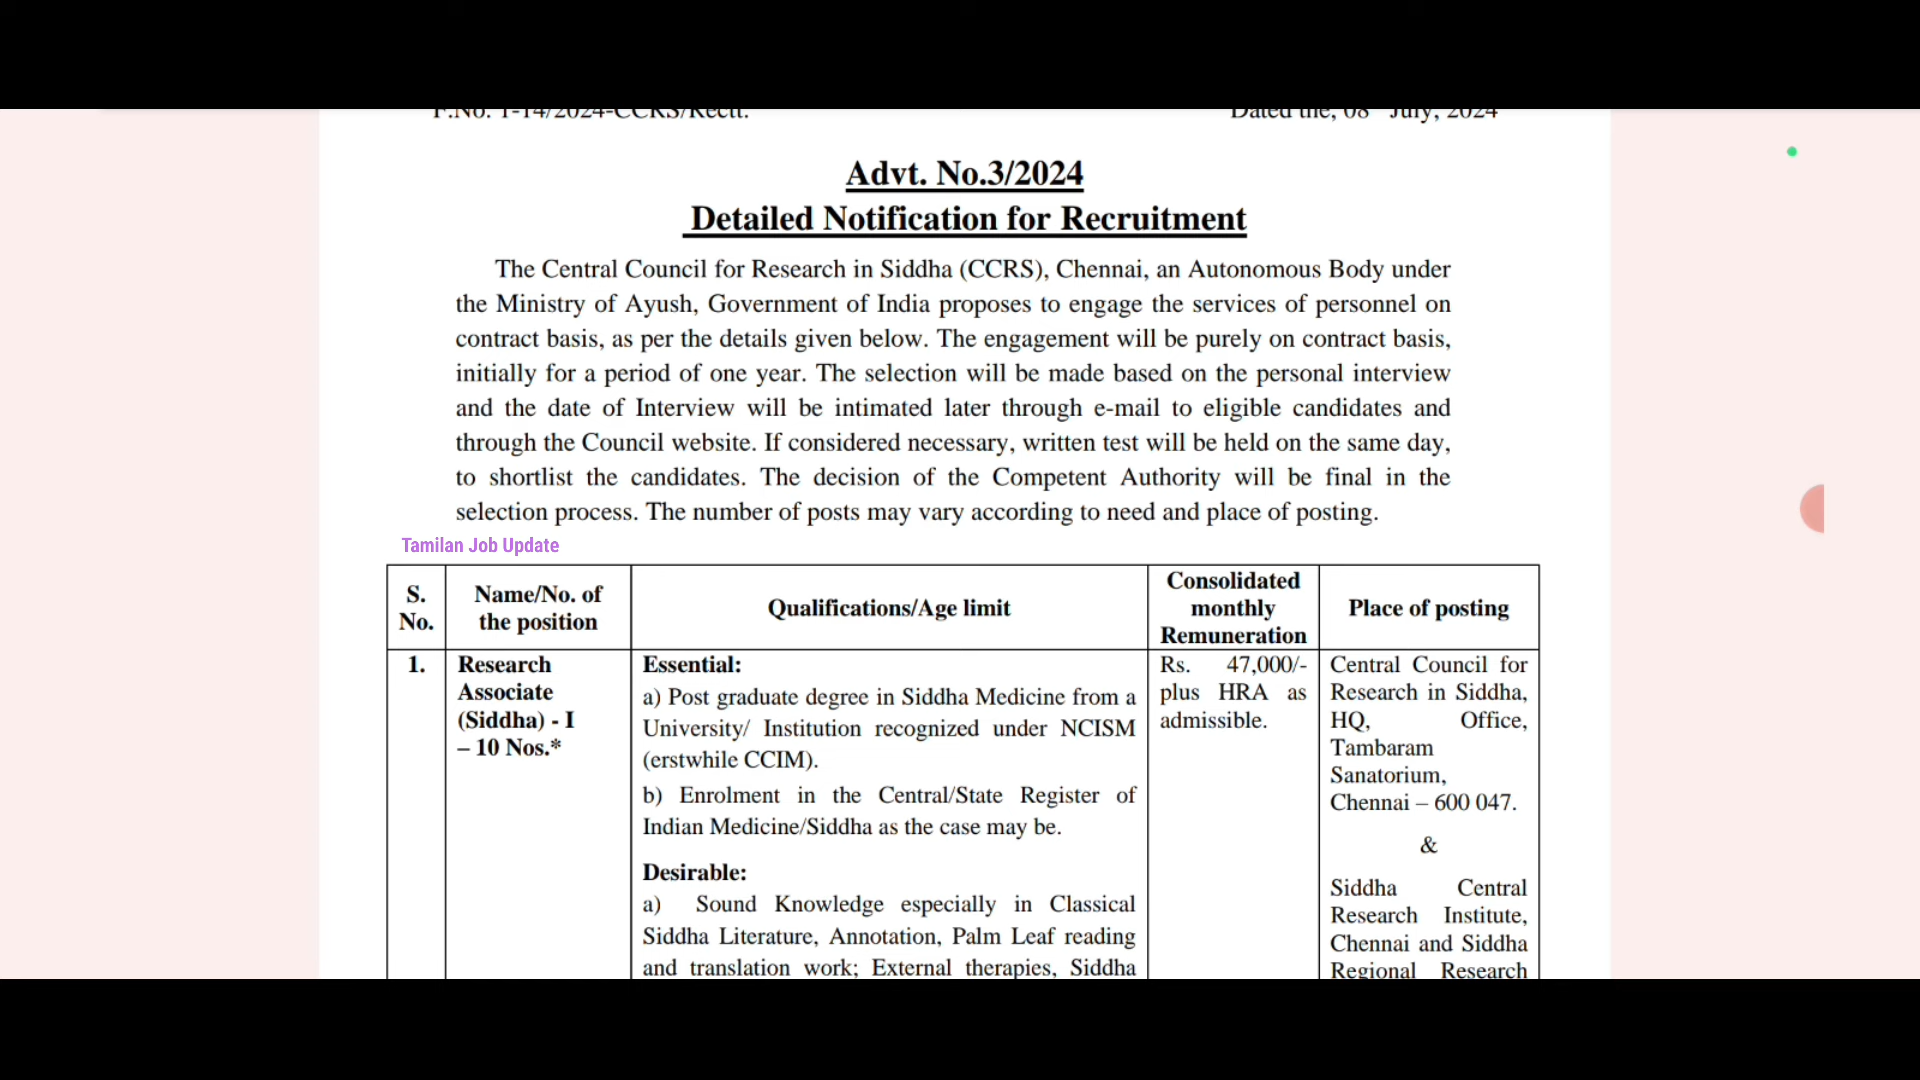 F.No. 1-14/2024-CCRS/Rectt. Dated the, 08 July, 2024
Advt. No.3/2024
Detailed Notification for Recruitment
The Central Council for Research in Siddha (CCRS), Chennai, an Autonomous Body under
the Ministry of Ayush, Government of India proposes to engage the services of personnel on
contract basis, as per the details given below. The engagement will be purely on contract basis,
initially for a period of one year. The selection will be made based on the personal interview
and the date of Interview will be intimated later through e-mail to eligible candidates and
through the Council website. If considered necessary, written test will be held on the same day,
to shortlist the candidates. The decision of the Competent Authority will be final in the
selection process. The number of posts may vary according to need and place of posting.
Tamilan Job Update
S.
No.
Name/No. of
the position
Qualifications/Age limit
Consolidated
monthly
Remuneration
Place of posting
1.
Research
Associate
(Siddha) - I
– 10 Nos.*
Essential:
a) Post graduate degree in Siddha Medicine from a
University/ Institution recognized under NCISM
(erstwhile CCIM).
b) Enrolment in the Central/State Register of
Indian Medicine/Siddha as the case may be.
Desirable:
a) Sound Knowledge especially in Classical
Siddha Literature, Annotation, Palm Leaf reading
and translation work; External therapies, Siddha
Rs. 47,000/-
plus HRA as
admissible.
Central Council for
Research in Siddha,
HQ, Office,
Tambaram
Sanatorium,
Chennai – 600 047.
&
Siddha Central
Research Institute,
Chennai and Siddha
Regional Research